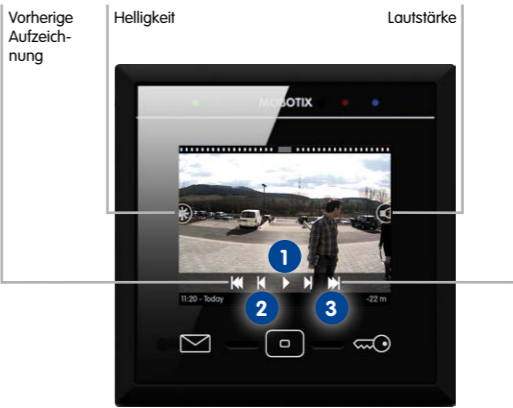 Vorherige
Aufzeich-
nung
Helligkeit
Lautstärke
MOBOTIX
1
2
3
11:20 - Today
-22 m